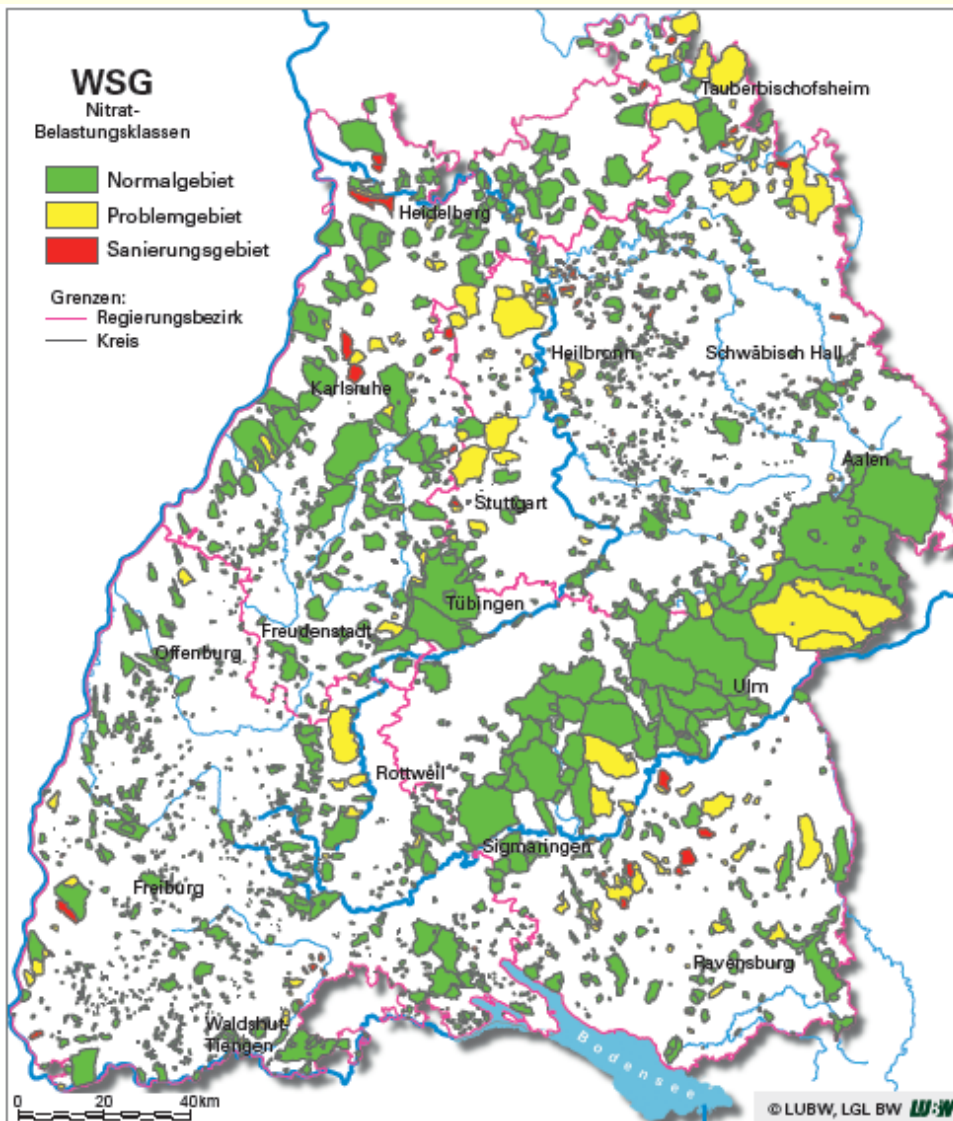 WSG
Nitrat-
Belastungsklassen
Normalgebiet
Problemgebiet
Sanierungsgebiet
Grenzen:
Regierungsbezirk
Kreis
Tauberbischofsheim
Heidelberg
Heilbronn
Schwäbisch Hall
Karlsruhe
Aalen
Stuttgart
Tübingen
Freudenstadt
Offenburg
Ulm
Rottweil
Sigmaringen
Freiburg
Ravensburg
Waldshut-
Tiengen
Bodensee
0 20 40km
© LUBW, LGL BW LUBW